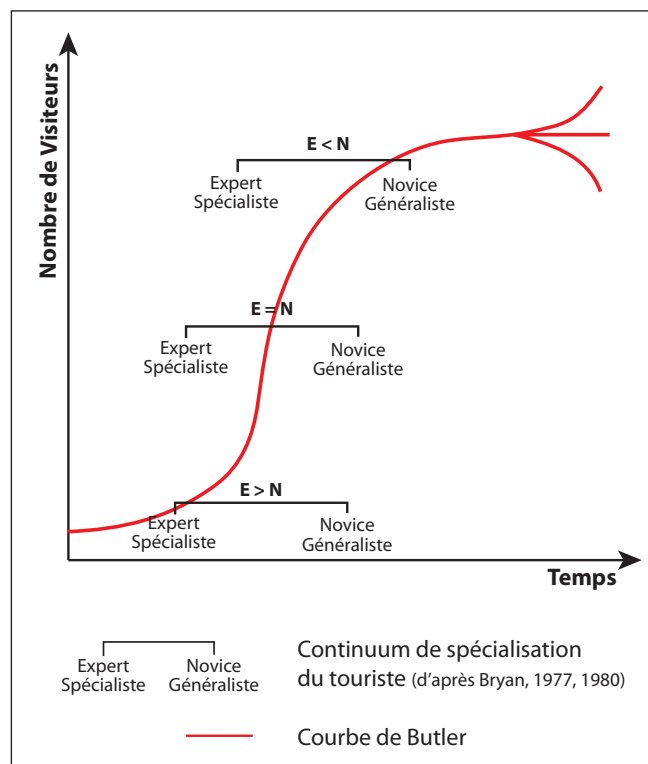 Nombre de Visiteurs
E < N
Expert
Spécialiste
Novice
Généraliste
E = N
Expert
Spécialiste
Novice
Généraliste
E > N
Expert
Spécialiste
Novice
Généraliste
Temps
Expert
Spécialiste
Novice
Généraliste
Continuum de spécialisation
du touriste (d'après Bryan, 1977, 1980)
Courbe de Butler